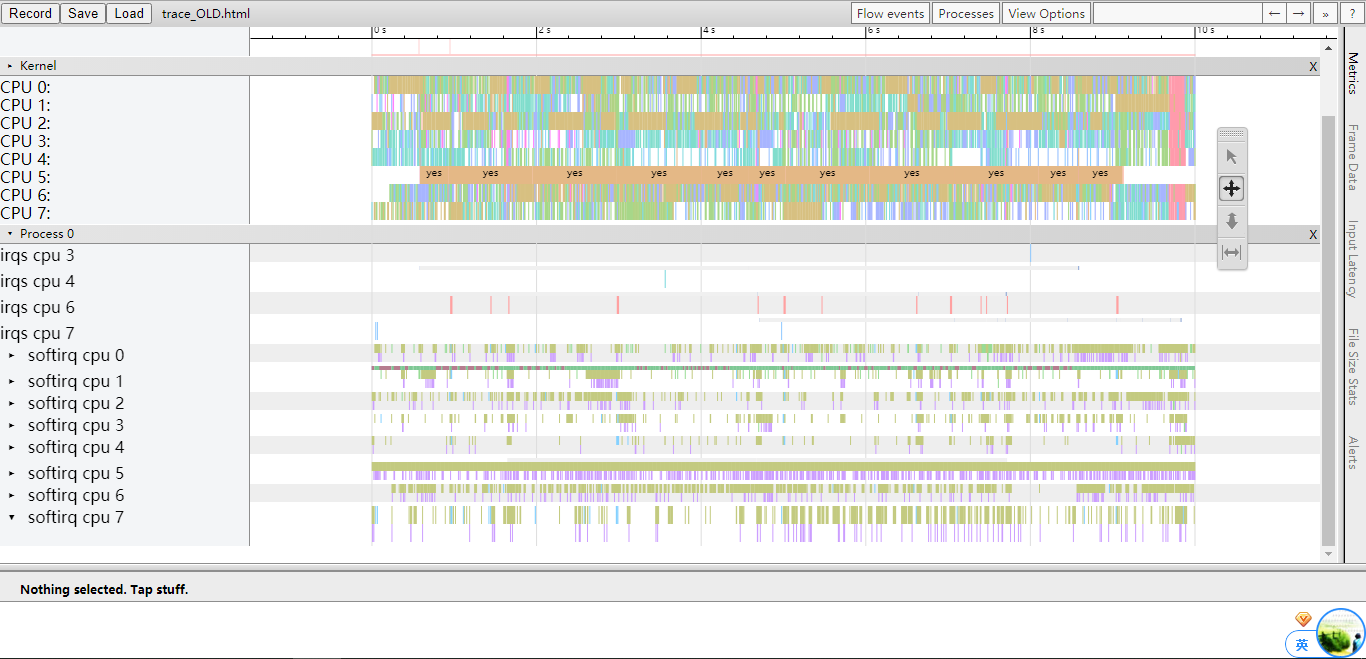 Record Save Load trace_OLD.html Flow events Processes View Options ← → » ?
0 s 2 s 4 s 6 s 8 s 10 s
Kernel X
CPU 0:
CPU 1:
CPU 2:
CPU 3:
CPU 4:
CPU 5: yes yes yes yes yes yes yes yes yes yes yes
CPU 6:
CPU 7:
Process 0 X
irqs cpu 3
irqs cpu 4
irqs cpu 6
irqs cpu 7
softirq cpu 0
softirq cpu 1
softirq cpu 2
softirq cpu 3
softirq cpu 4
softirq cpu 5
softirq cpu 6
softirq cpu 7
Metrics
Frame Data
Input Latency
File Size Stats
Alerts
Nothing selected. Tap stuff.
英